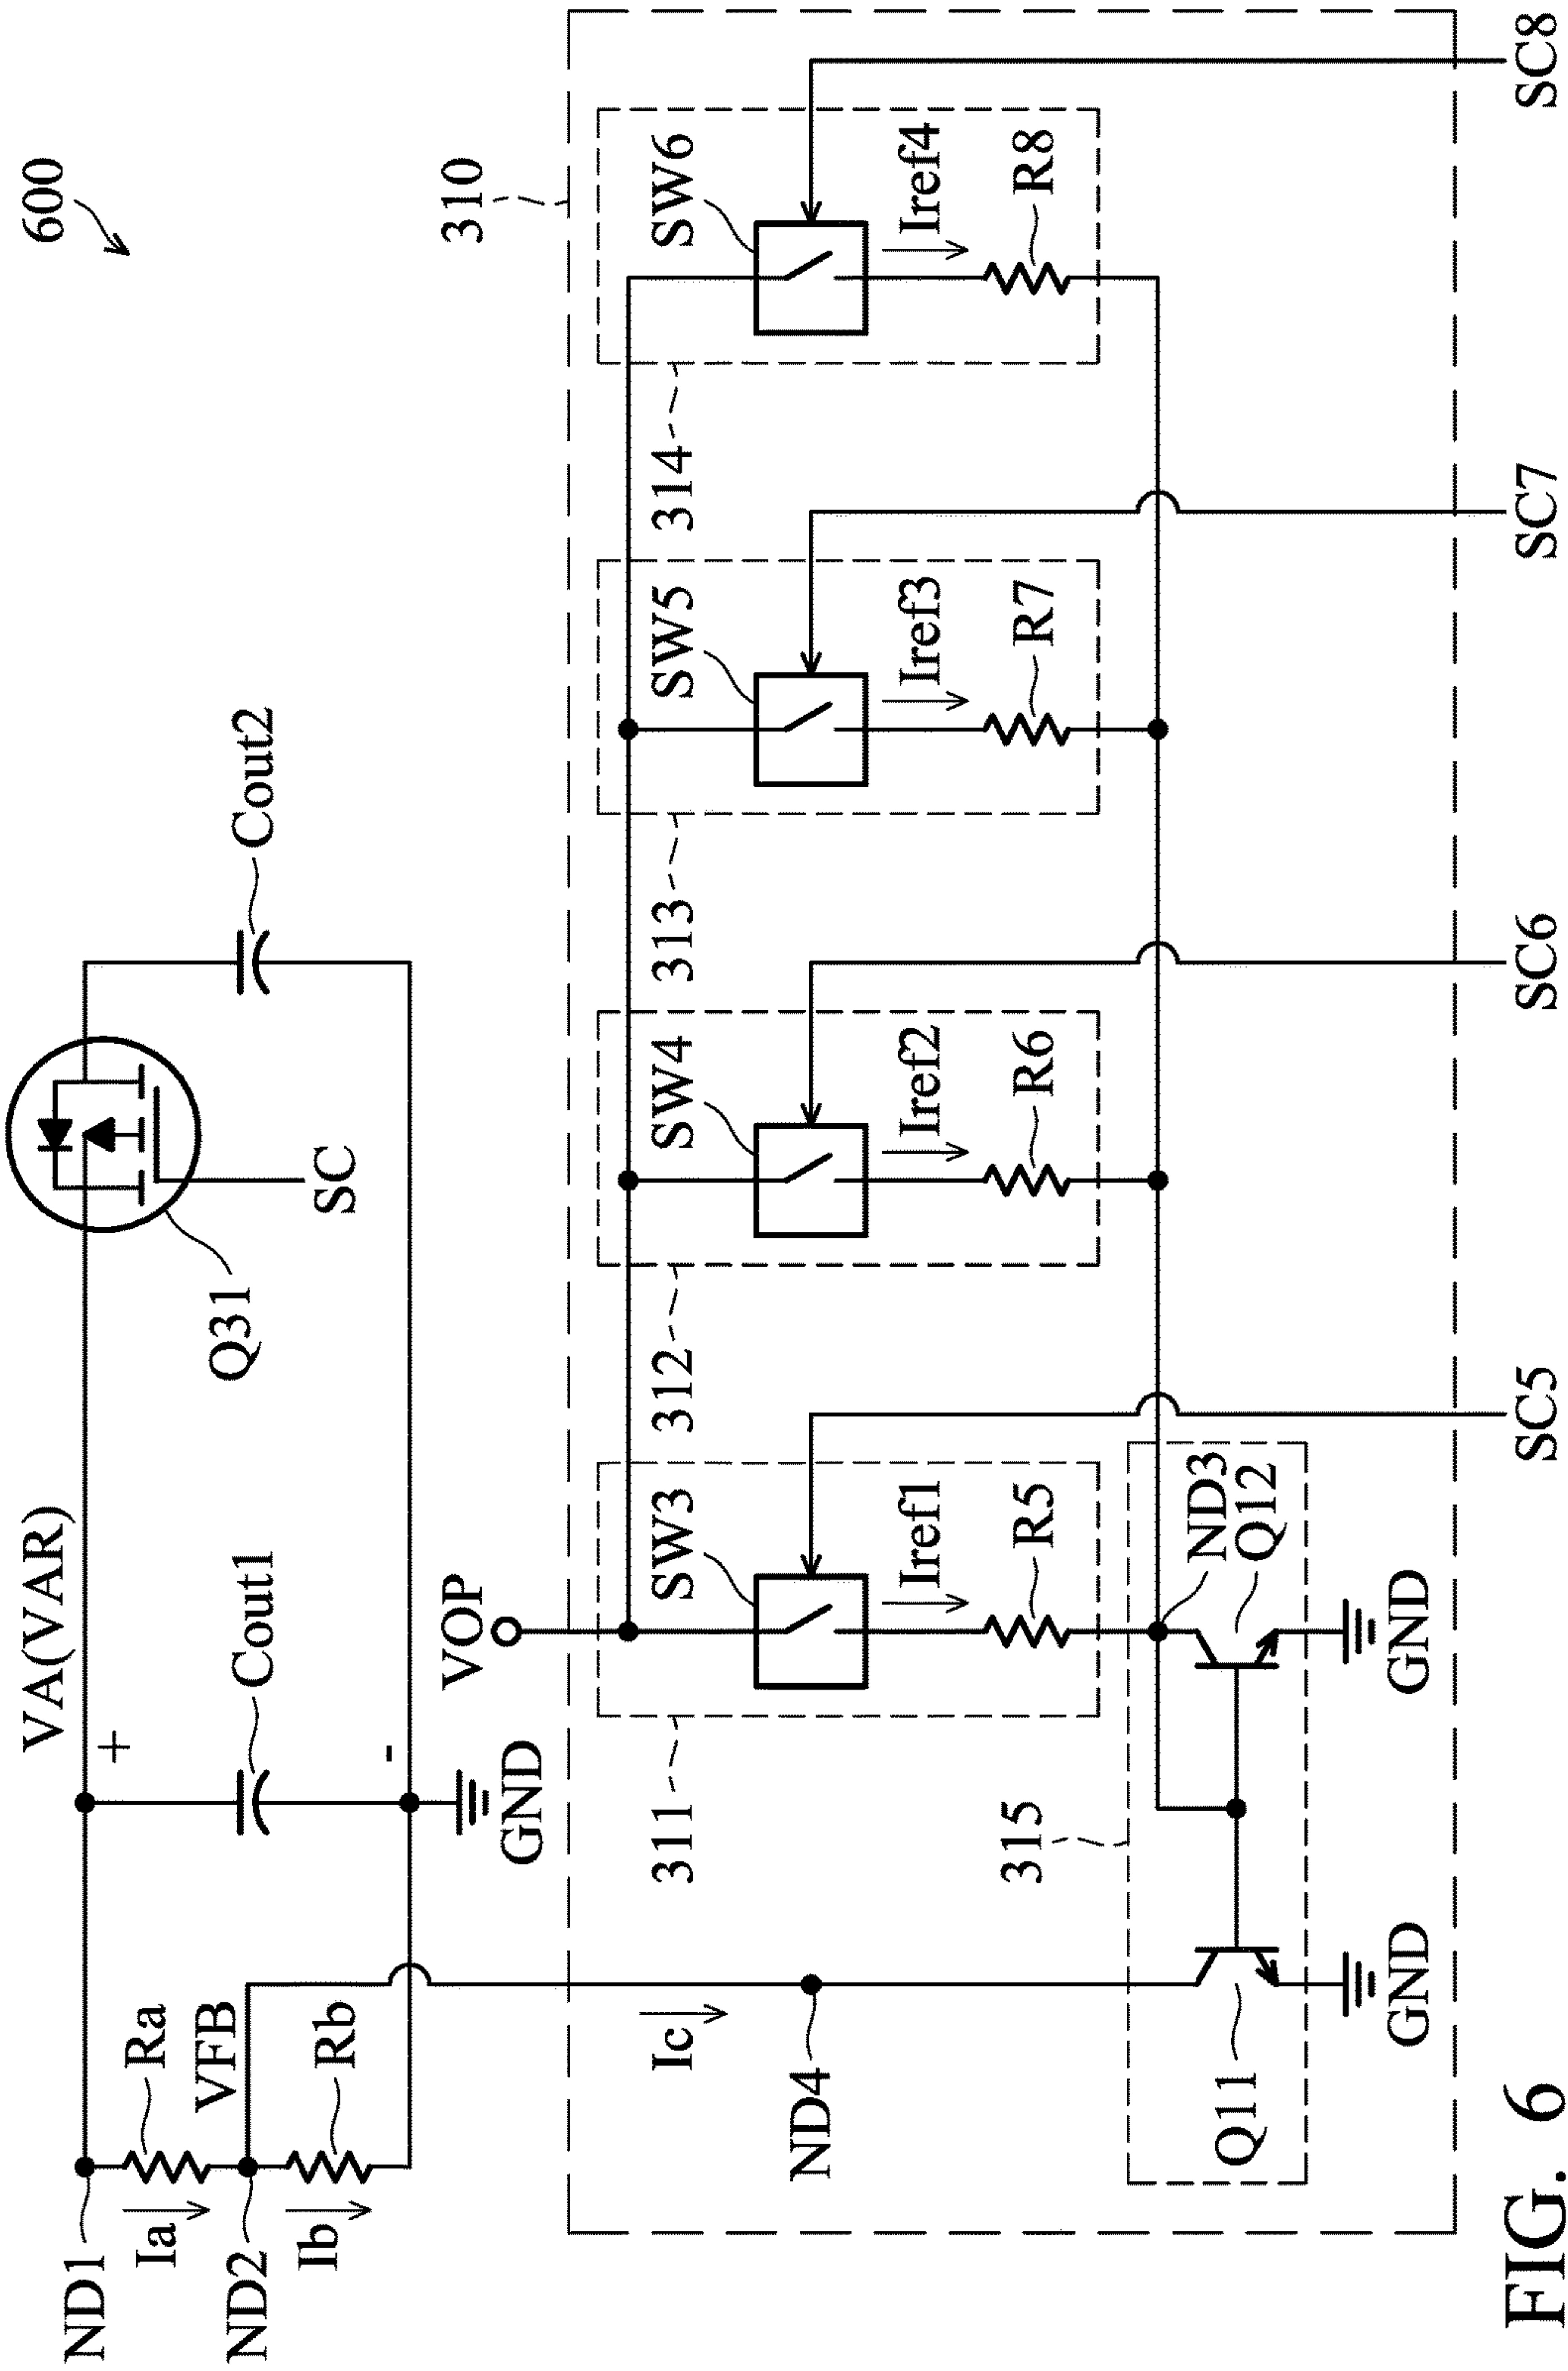 600
VA(VAR)
Q31
SC
Cout1
Cout2
ND1
Ia
Ra
VFB
ND2
Ib
Rb
GND
VOP
310
311
SW3
Iref1
R5
312
SW4
Iref2
R6
313
SW5
Iref3
R7
314
SW6
Iref4
R8
Ic
ND4
315
ND3
Q11
Q12
GND
GND
SC5
SC6
SC7
SC8
+
-
FIG. 6